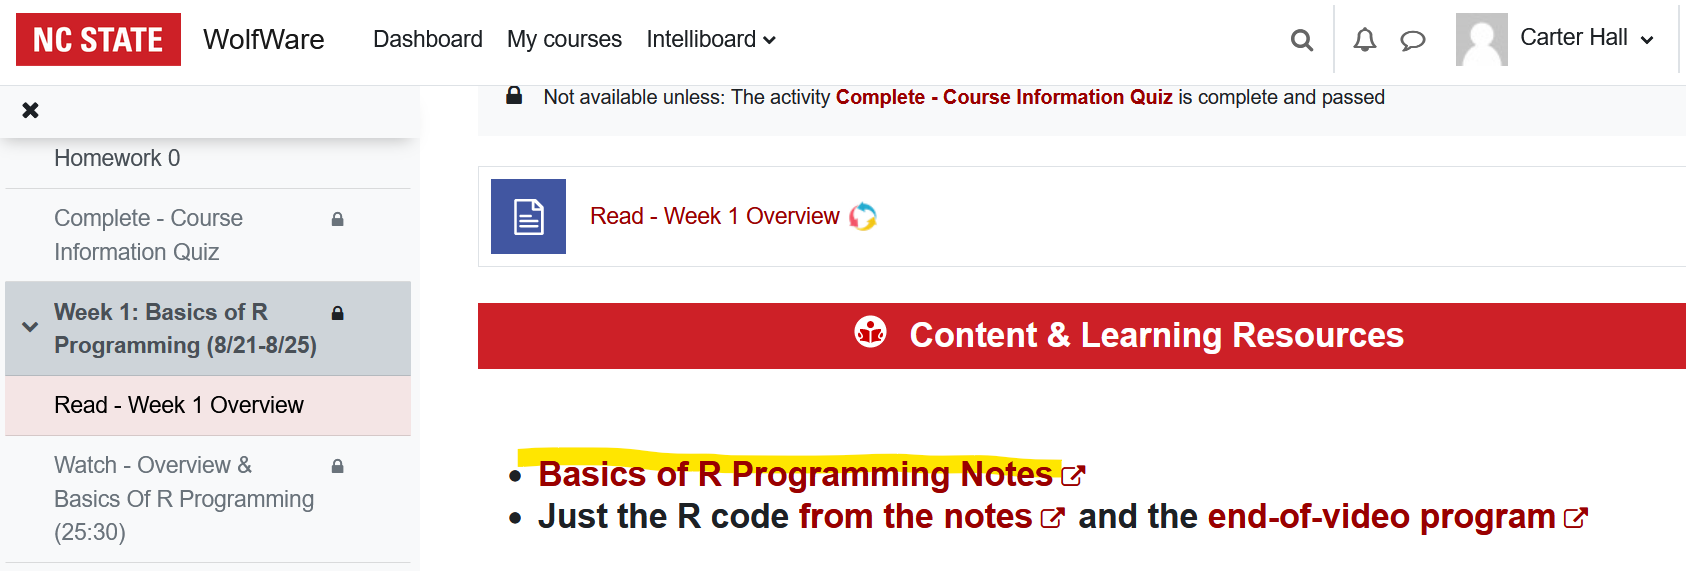 NC STATE WolfWare Dashboard My courses Intelliboard Carter Hall
Homework 0
Complete - Course
Information Quiz
Week 1: Basics of R
Programming (8/21-8/25)
Read - Week 1 Overview
Watch - Overview &
Basics Of R Programming
(25:30)
Not available unless: The activity Complete - Course Information Quiz is complete and passed
Read - Week 1 Overview
Content & Learning Resources
• Basics of R Programming Notes
• Just the R code from the notes and the end-of-video program